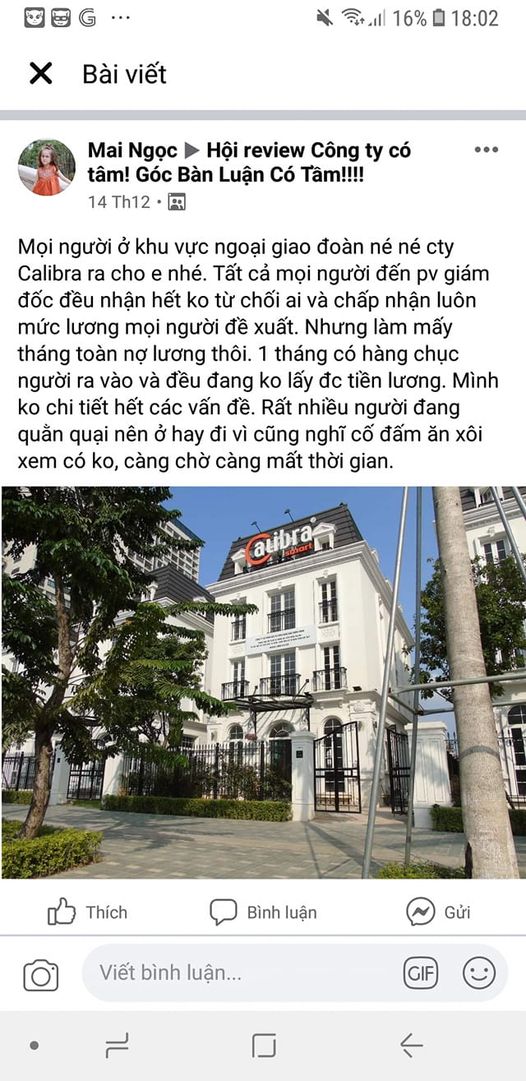 16% 18:02
Bài viết
Mai Ngọc ▶ Hội review Công ty có
tâm! Góc Bàn Luận Có Tầm!!!!
14 Th12 •
Mọi người ở khu vực ngoại giao đoàn né né cty
Calibra ra cho e nhé. Tất cả mọi người đến pv giám
đốc đều nhận hết ko từ chối ai và chấp nhận luôn
mức lương mọi người đề xuất. Nhưng làm mấy
tháng toàn nợ lương thôi. 1 tháng có hàng chục
người ra vào và đều đang ko lấy đc tiền lương. Mình
ko chi tiết hết các vấn đề. Rất nhiều người đang
quằn quại nên ở hay đi vì cũng nghĩ cố đấm ăn xôi
xem có ko, càng chờ càng mất thời gian.
Calibra
smart
Thích
Bình luận
Gửi
Viết bình luận...
GIF